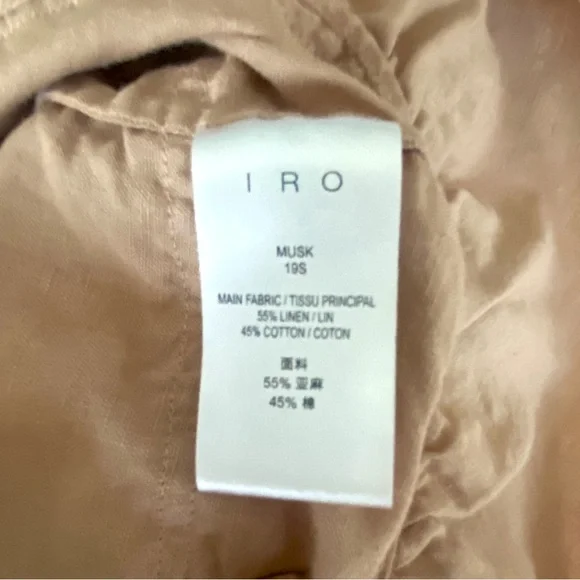 IRO
MUSK
19S
MAIN FABRIC / TISSU PRINCIPAL
55% LINEN / LIN
45% COTTON / COTON
面料
55% 亚麻
45% 棉